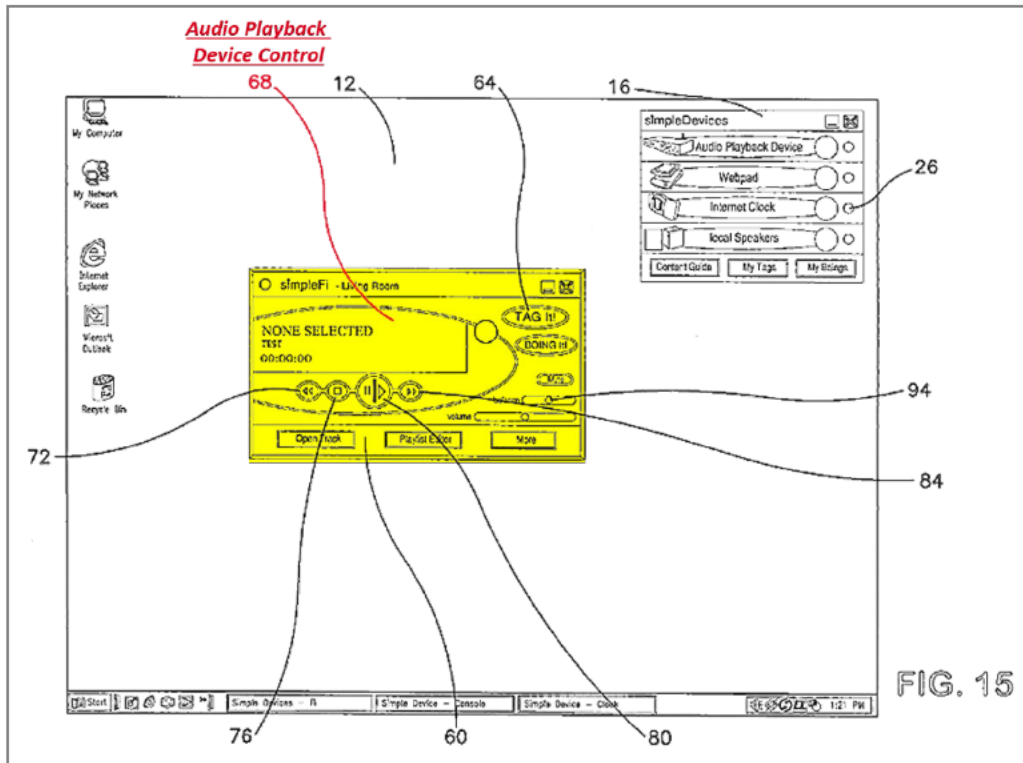 Audio Playback
Device Control
68
12
64
16
My Computer
simpleDevices
Audio Playback Device
Webpad
26
My Network
Places
Internet Clock
local Speakers
Content Guide My Tags My Boings
Internet
Explorer
simpleFi - Living Room
TAG It!
NONE SELECTED
TEST
00:00:00
BOING It!
Microsoft
Outlook
Recycle Bin
94
volume
72
Open Track Playlist Editor More
84
FIG. 15
Start Simple Devices - Simple Device - Console Simple Device - Clock 1:21 PM
76
60
80